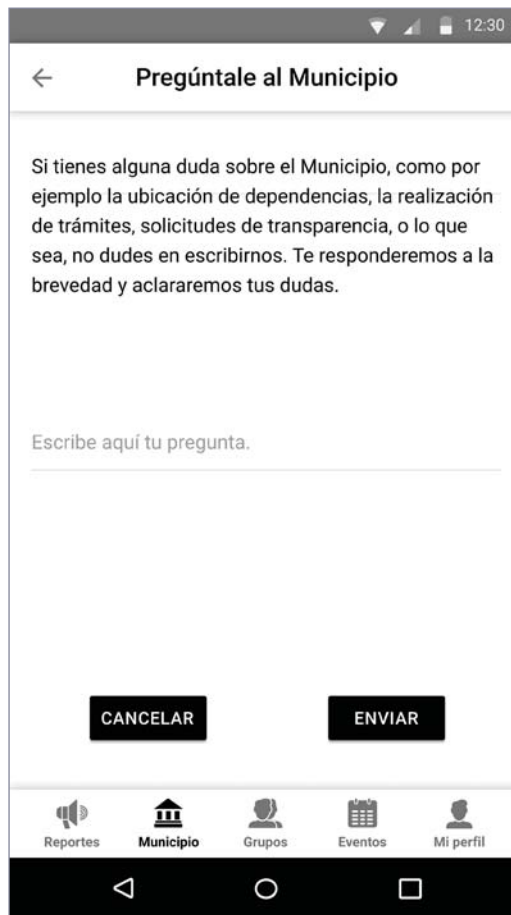 12:30
Pregúntale al Municipio
Si tienes alguna duda sobre el Municipio, como por
ejemplo la ubicación de dependencias, la realización
de trámites, solicitudes de transparencia, o lo que
sea, no dudes en escribirnos. Te responderemos a la
brevedad y aclararemos tus dudas.
Escribe aquí tu pregunta.
CANCELAR ENVIAR
Reportes Municipio Grupos Eventos Mi perfil